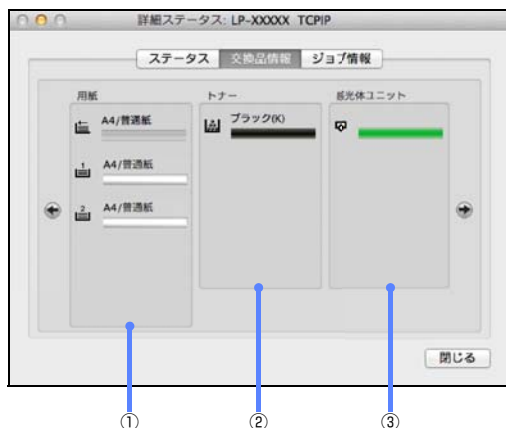 詳細ステータス: LP-XXXXX TCPIP
ステータス 交換品情報 ジョブ情報
用紙
A4/普通紙
1 A4/普通紙
2 A4/普通紙
トナー
ブラック(K)
感光体ユニット
閉じる
① ② ③